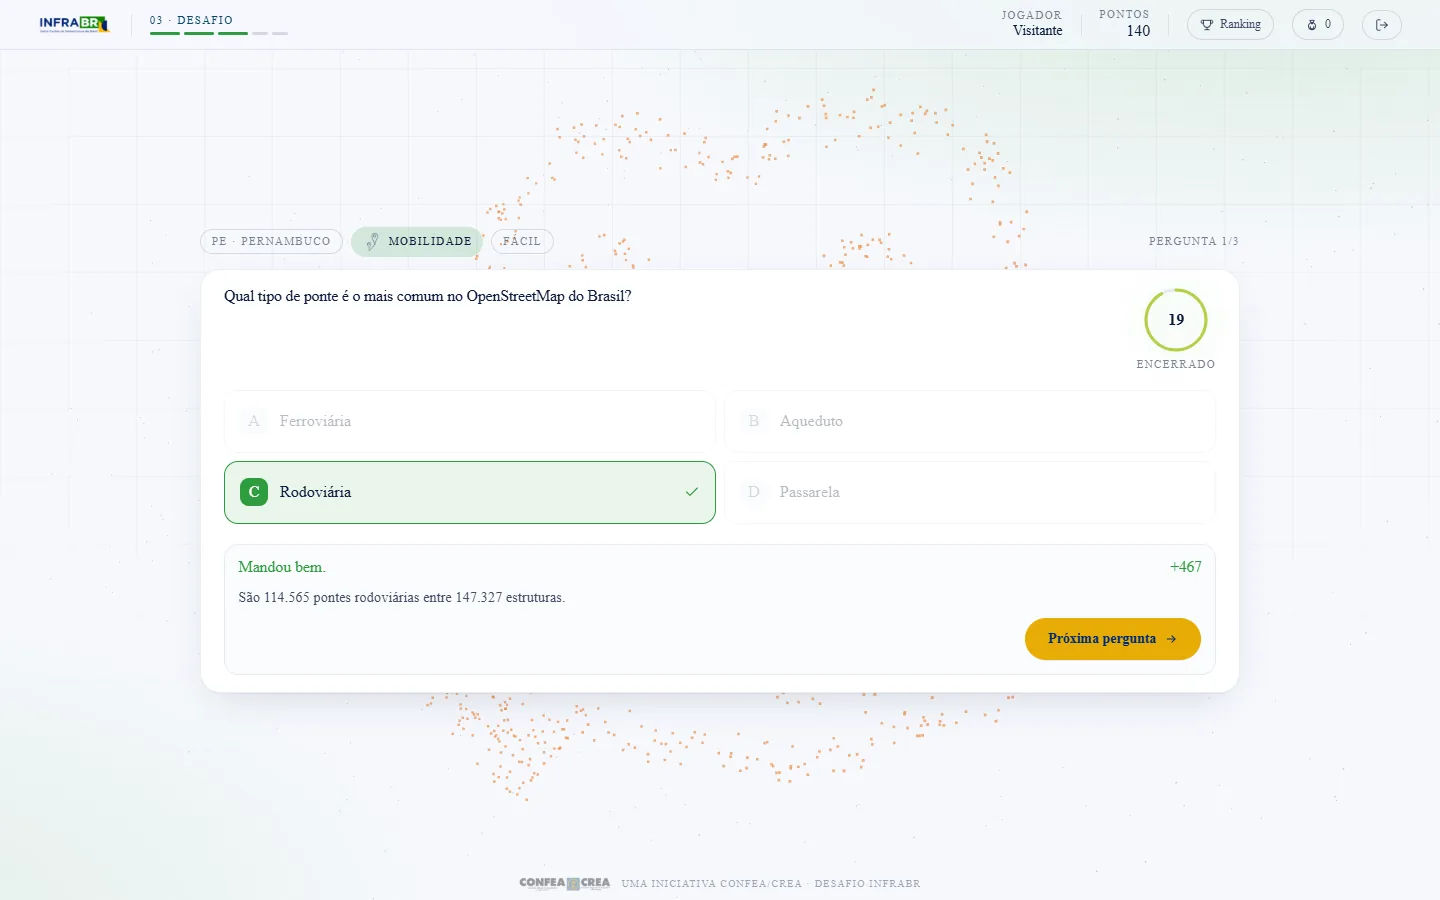 INFRABR
03 · DESAFIO
JOGADOR
Visitante
PONTOS
140
Ranking
0
PE · PERNAMBUCO
MOBILIDADE
FÁCIL
PERGUNTA 1/3
Qual tipo de ponte é o mais comum no OpenStreetMap do Brasil?
19
ENCERRADO
A Ferroviária
B Aqueduto
C Rodoviária
D Passarela
Mandou bem.
+467
São 114.565 pontes rodoviárias entre 147.327 estruturas.
Próxima pergunta
CONFEA CREA
UMA INICIATIVA CONFEA/CREA · DESAFIO INFRABR